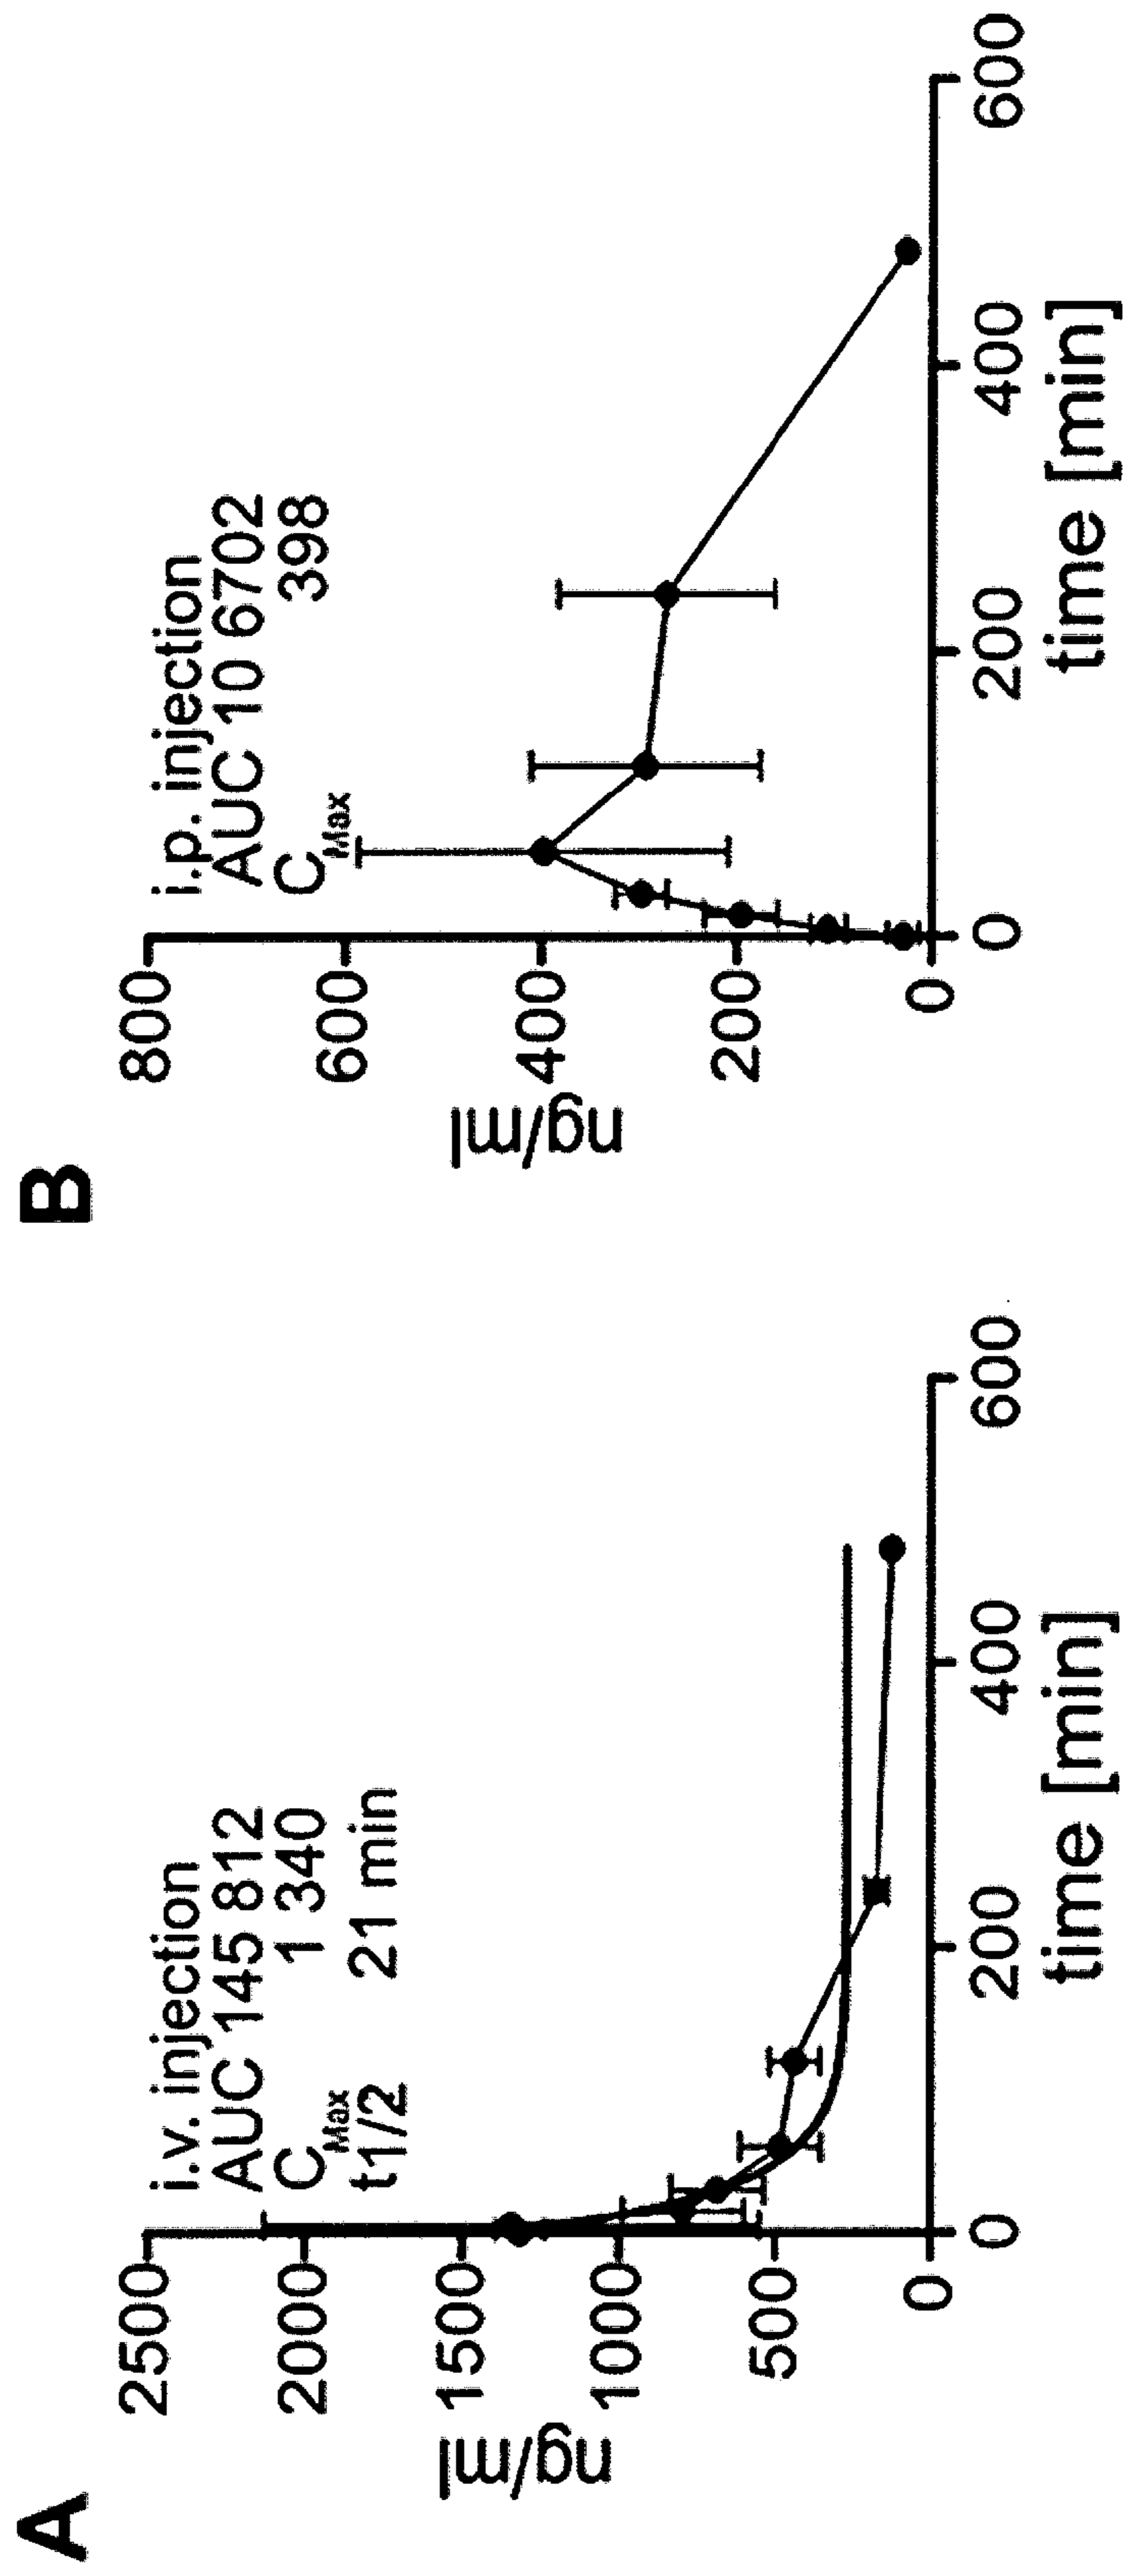 A
i.v. injection
AUC 145 812
CMax 1 340
t1/2 21 min
ng/ml
2500
2000
1500
1000
500
0
0 200 400 600
time [min]
B
i.p. injection
AUC 10 6702
CMax 398
ng/ml
800
600
400
200
0
0 200 400 600
time [min]